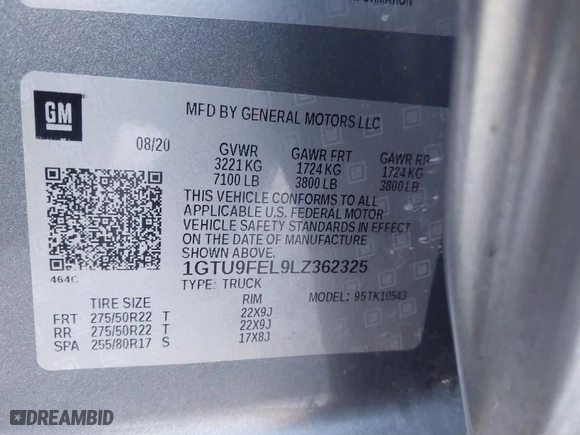 GM
MFD BY GENERAL MOTORS LLC
08/20 GVWR GAWR FRT GAWR RR
3221 KG 1724 KG 1724 KG
7100 LB 3800 LB 3800 LB
THIS VEHICLE CONFORMS TO ALL
APPLICABLE U.S. FEDERAL MOTOR
VEHICLE SAFETY STANDARDS IN EFFECT
ON THE DATE OF MANUFACTURE
SHOWN ABOVE.
464C
1GTU9FEL9LZ362325
TYPE: TRUCK MODEL: 95TK10543
TIRE SIZE RIM
FRT 275/50R22 T 22X9J
RR 275/50R22 T 22X9J
SPA 255/80R17 S 17X8J
DREAMBID